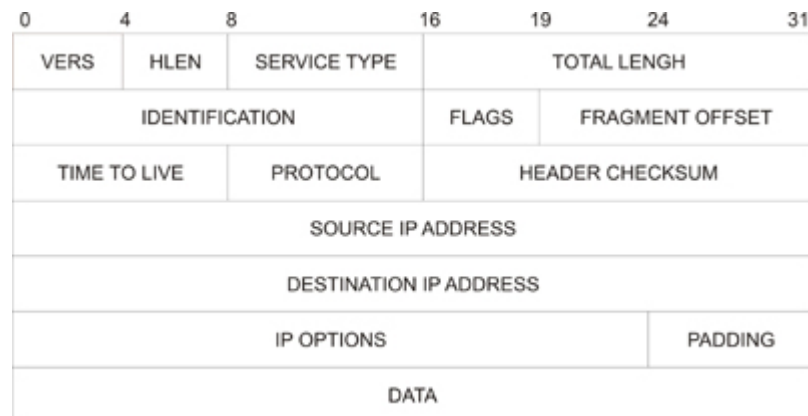 0 4 8 16 19 24 31
VERS HLEN SERVICE TYPE TOTAL LENGH
IDENTIFICATION FLAGS FRAGMENT OFFSET
TIME TO LIVE PROTOCOL HEADER CHECKSUM
SOURCE IP ADDRESS
DESTINATION IP ADDRESS
IP OPTIONS PADDING
DATA